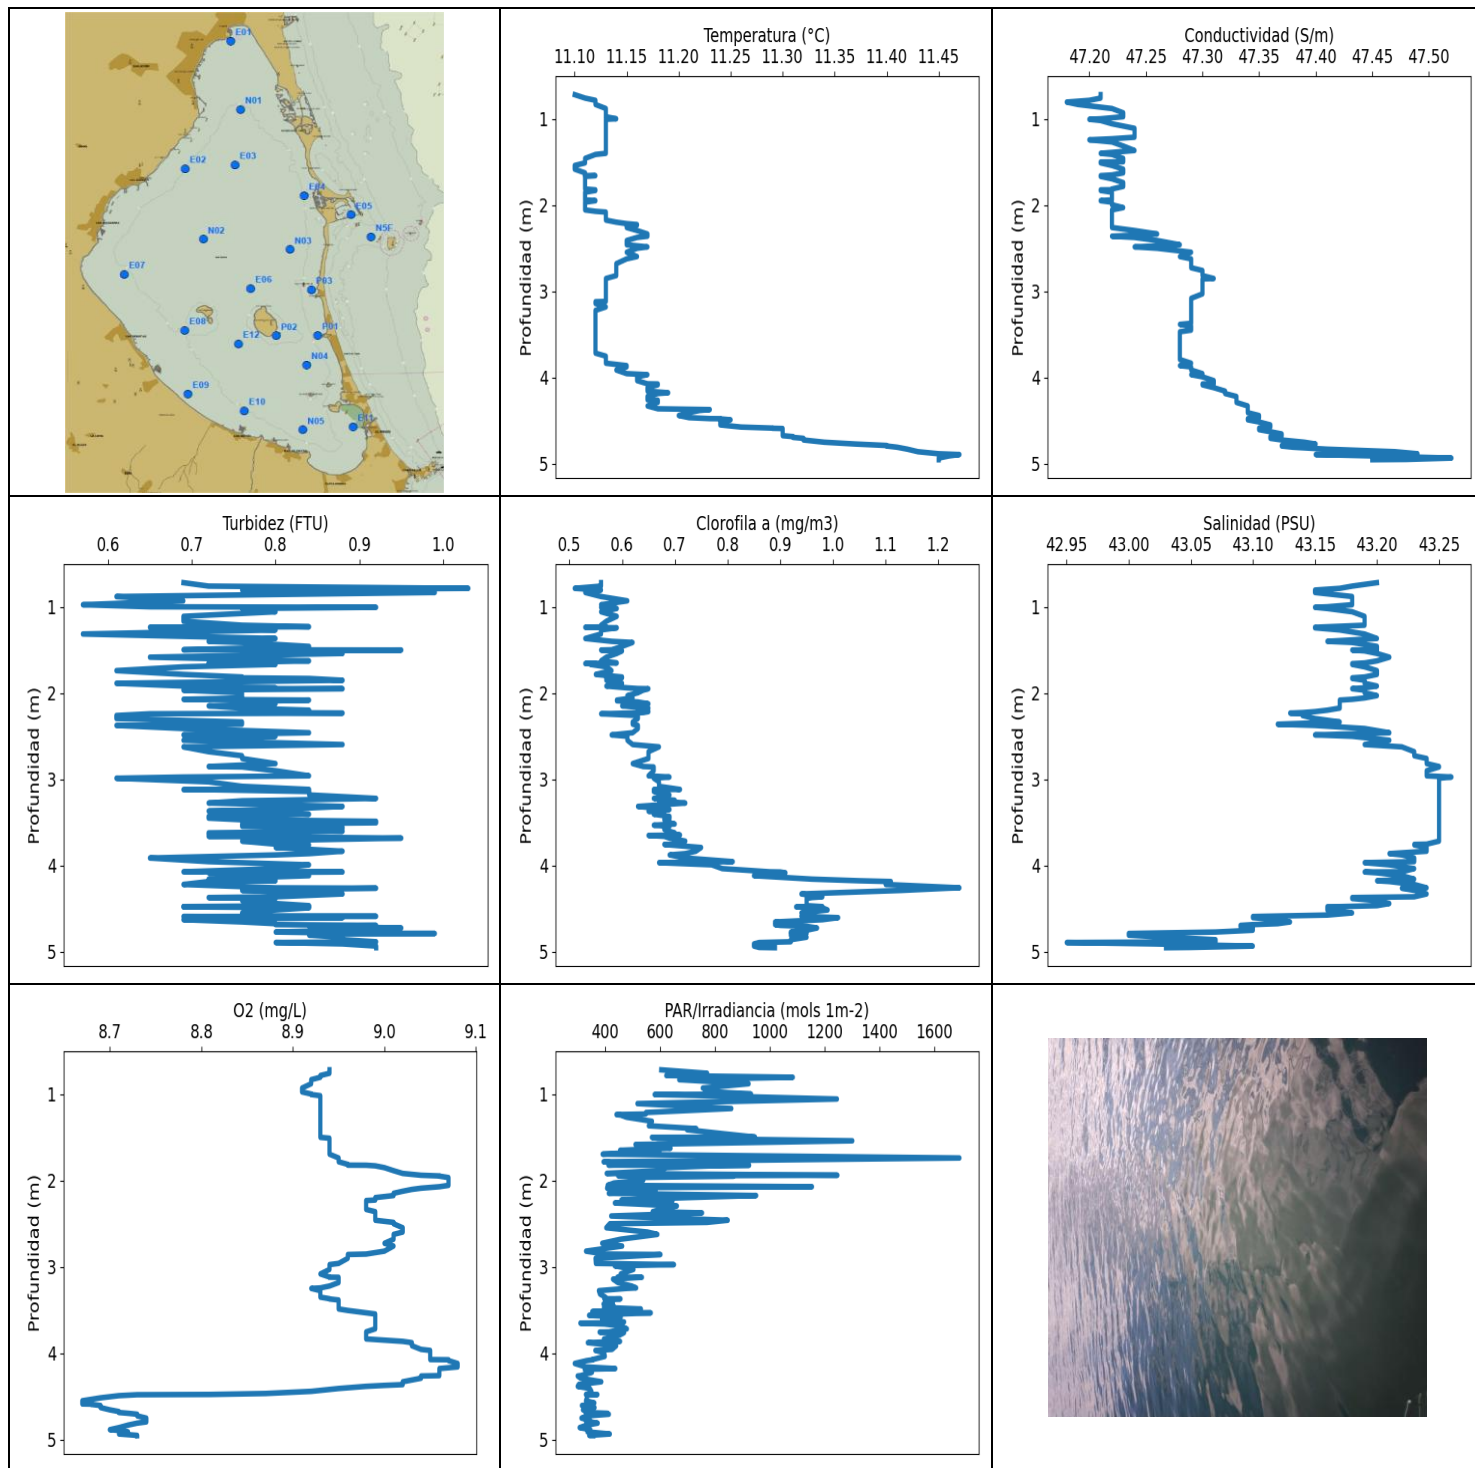 E01
N01
E02
E03
E04
E05
N5F
N02
N03
E07
E06
P03
E08
P02
P01
E12
N04
E09
E10
N05
E11
Temperatura (°C)
11.10 11.15 11.20 11.25 11.30 11.35 11.40 11.45
Profundidad (m)
1
2
3
4
5
Conductividad (S/m)
47.20 47.25 47.30 47.35 47.40 47.45 47.50
Profundidad (m)
1
2
3
4
5
Turbidez (FTU)
0.6 0.7 0.8 0.9 1.0
Profundidad (m)
1
2
3
4
5
Clorofila a (mg/m3)
0.5 0.6 0.7 0.8 0.9 1.0 1.1 1.2
Profundidad (m)
1
2
3
4
5
Salinidad (PSU)
42.95 43.00 43.05 43.10 43.15 43.20 43.25
Profundidad (m)
1
2
3
4
5
O2 (mg/L)
8.7 8.8 8.9 9.0 9.1
Profundidad (m)
1
2
3
4
5
PAR/Irradiancia (mols 1m-2)
400 600 800 1000 1200 1400 1600
Profundidad (m)
1
2
3
4
5